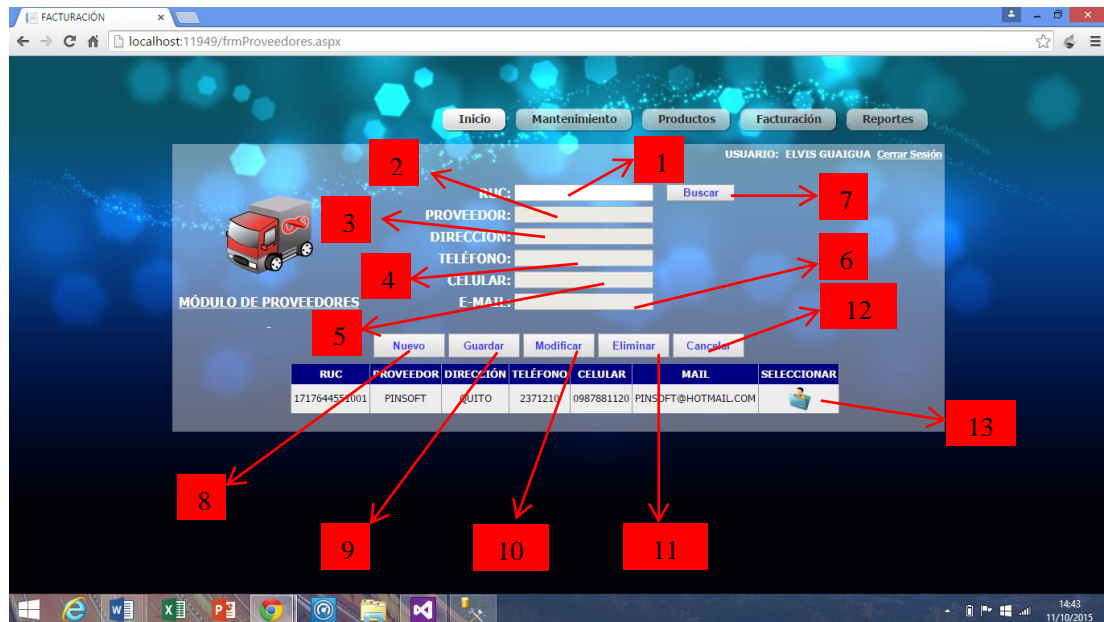 FACTURACIÓN
localhost:11949/frmProveedores.aspx
Inicio Mantenimiento Productos Facturación Reportes
USUARIO: ELVIS GUAIGUA Cerrar Sesión
2
1
RUC:
Buscar
7
3
PROVEEDOR:
DIRECCIÓN:
4
TELÉFONO:
6
CELULAR:
MÓDULO DE PROVEEDORES
E-MAIL:
12
5
Nuevo Guardar Modificar Eliminar Cancelar
RUC PROVEEDOR DIRECCIÓN TELÉFONO CELULAR MAIL SELECCIONAR
1717644551001 PINSOFT QUITO 2371210 0987881120 PINSOFT@HOTMAIL.COM
13
8
9
10
11
14:43
11/10/2015